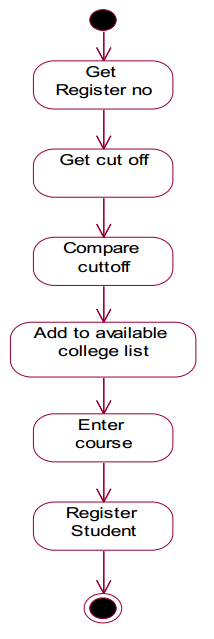 Get
Register no
Get cut off
Compare
cuttoff
Add to available
college list
Enter
course
Register
Student